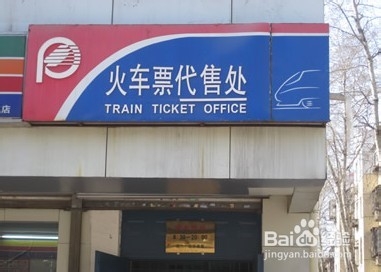 火车票代售处
TRAIN TICKET OFFICE
店
Baidu经验
jingyan.baidu.com